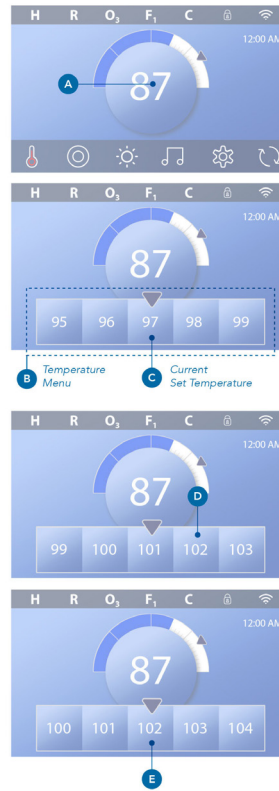 H R O₃ F₁ C
12:00 AM
A
87
H R O₃ F₁ C
12:00 AM
87
95 96 97 98 99
B Temperature Menu
C Current Set Temperature
H R O₃ F₁ C
12:00 AM
87
D
99 100 101 102 103
H R O₃ F₁ C
12:00 AM
87
100 101 102 103 104
E